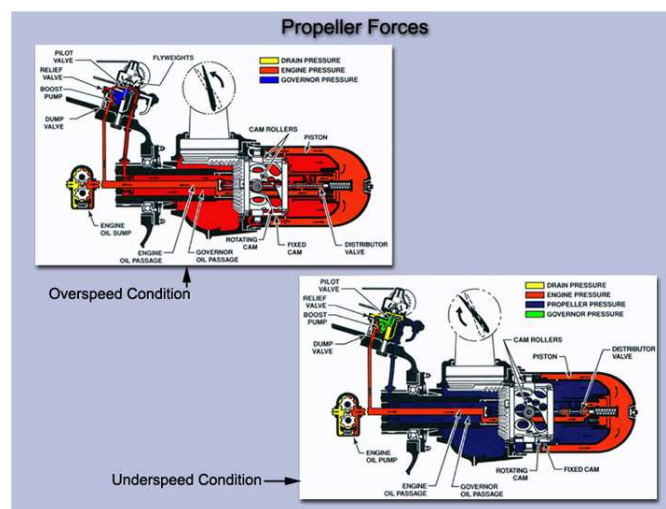 Propeller Forces
PILOT
VALVE
FLYWEIGHTS
RELIEF
VALVE
BOOST
PUMP
DUMP
VALVE
DRAIN PRESSURE
ENGINE PRESSURE
GOVERNOR PRESSURE
CAM ROLLERS
PISTON
ENGINE
OIL SUMP
ENGINE
OIL PASSAGE
GOVERNOR
OIL PASSAGE
ROTATING
CAM
FIXED
CAM
DISTRIBUTOR
VALVE
Overspeed Condition
PILOT
VALVE
RELIEF
VALVE
BOOST
PUMP
DUMP
VALVE
DRAIN PRESSURE
ENGINE PRESSURE
PROPELLER PRESSURE
GOVERNOR PRESSURE
CAM ROLLERS
PISTON
DISTRIBUTOR
VALVE
ENGINE
OIL PUMP
ENGINE
OIL PASSAGE
GOVERNOR
OIL PASSAGE
ROTATING
CAM
FIXED CAM
Underspeed Condition